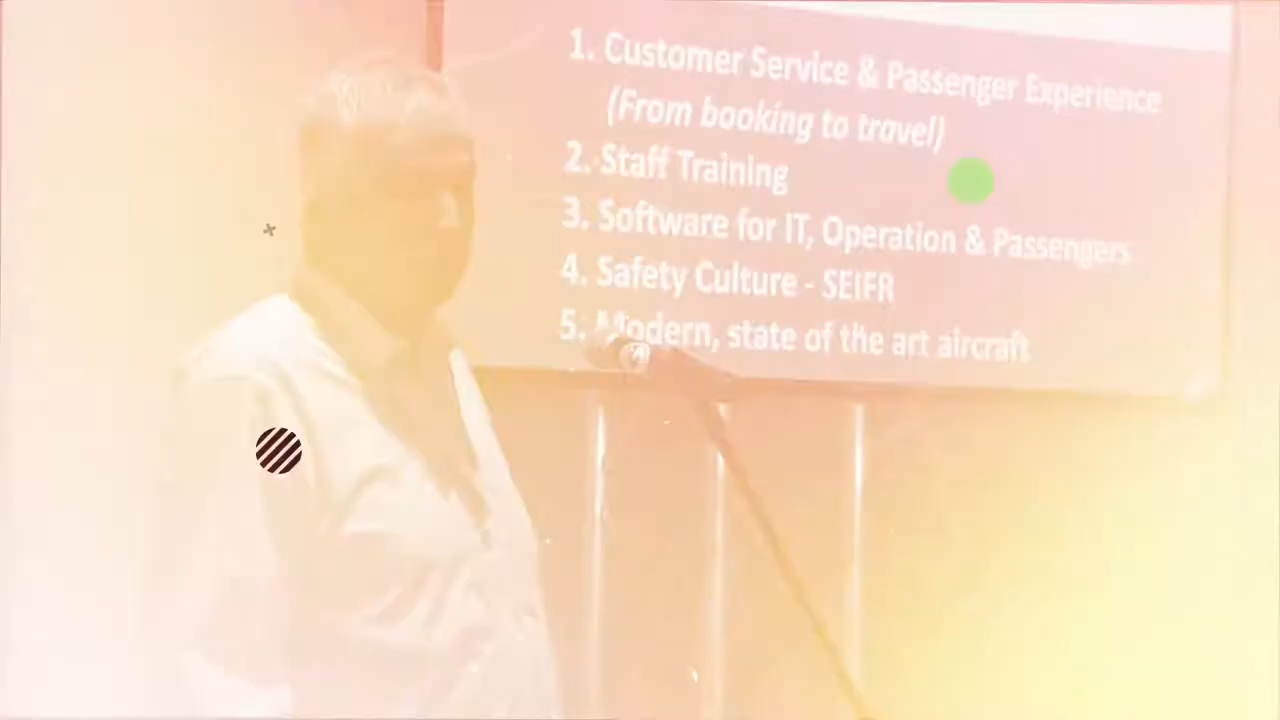 1. Customer Service & Passenger Experience
(From booking to travel)
2. Staff Training
3. Software for IT, Operation & Passengers
4. Safety Culture - SEIFR
5. Modern, state of the art aircraft